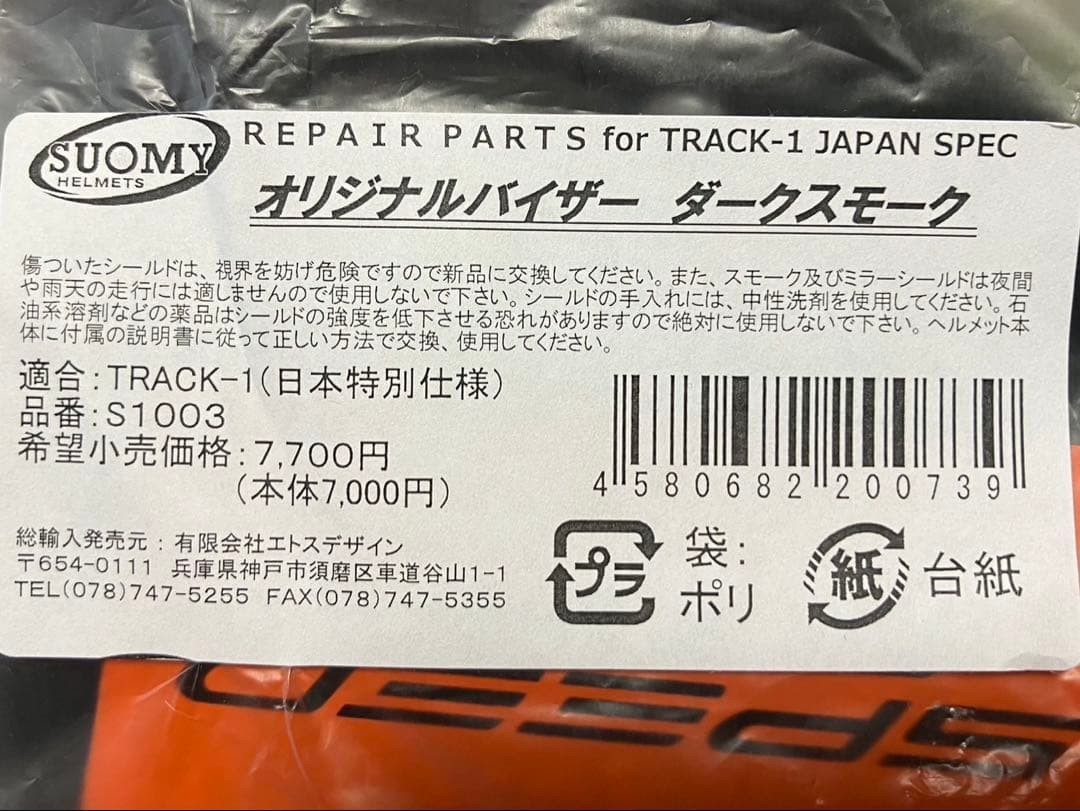 SUOMY
HELMETS
REPAIR PARTS for TRACK-1 JAPAN SPEC
オリジナルバイザー ダークスモーク
傷ついたシールドは、視界を妨げ危険ですので新品に交換してください。また、スモーク及びミラーシールドは夜間
や雨天の走行には適しませんので使用しないで下さい。シールドの手入れには、中性洗剤を使用してください。石
油系溶剤などの薬品はシールドの強度を低下させる恐れがありますので絶対に使用しないで下さい。ヘルメット本
体に付属の説明書に従って正しい方法で交換、使用してください。
適合：TRACK-1（日本特別仕様）
品番：S1003
希望小売価格：7,700円
（本体7,000円）
4580682200739
総輸入発売元：有限会社エトスデザイン
〒654-0111 兵庫県神戸市須磨区車道谷山1-1
TEL(078)747-5255 FAX(078)747-5355
プラ
袋：
ポリ
紙
台紙
SPEED